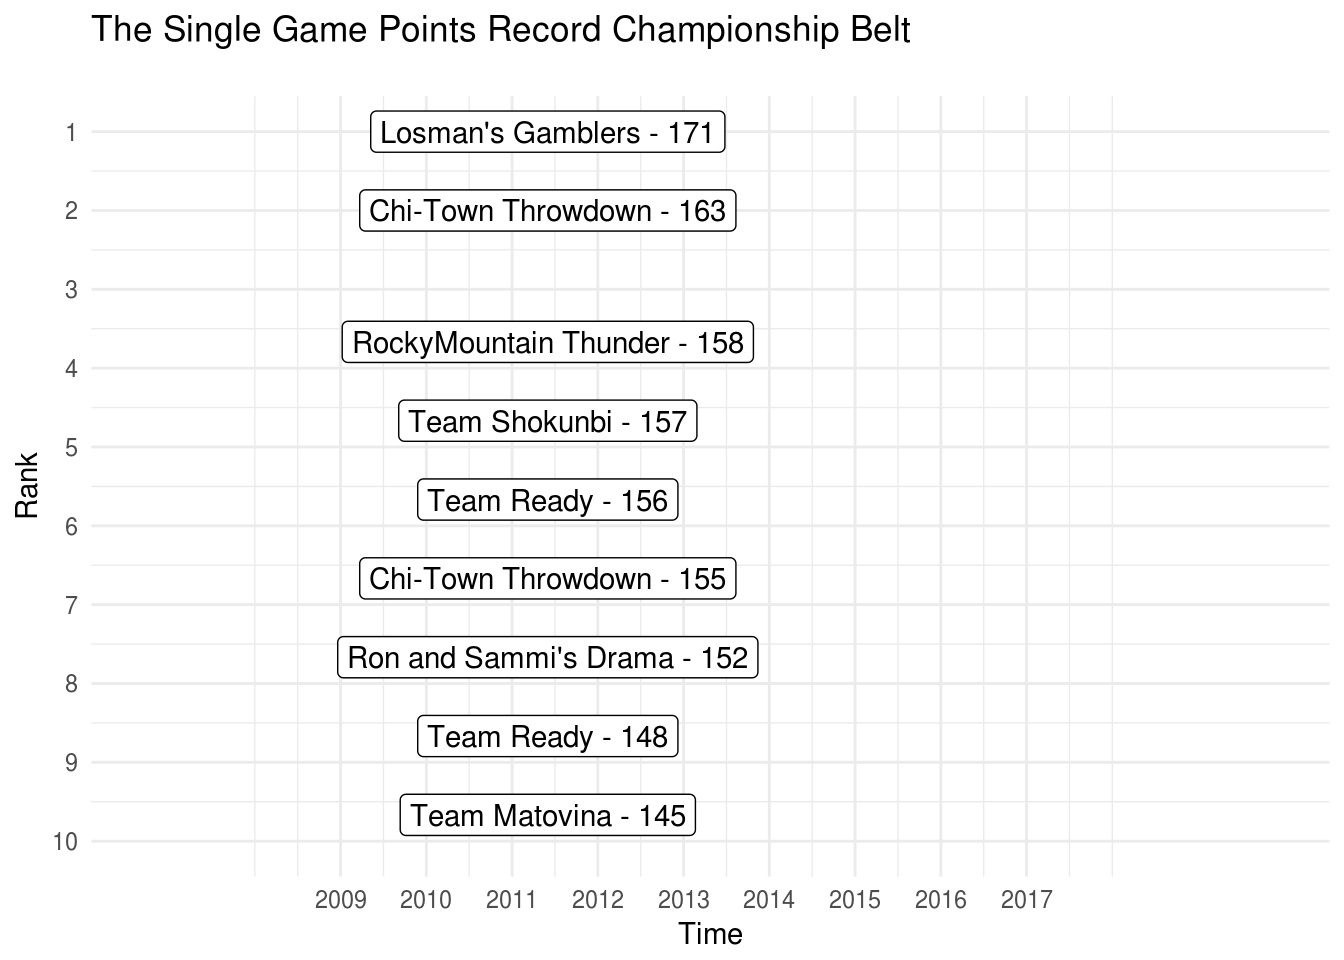 The Single Game Points Record Championship Belt
1
Losman's Gamblers - 171
2
Chi-Town Throwdown - 163
3
RockyMountain Thunder - 158
4
Team Shokunbi - 157
5
Rank
Team Ready - 156
6
Chi-Town Throwdown - 155
7
Ron and Sammi's Drama - 152
8
Team Ready - 148
9
Team Matovina - 145
10
2009 2010 2011 2012 2013 2014 2015 2016 2017
Time